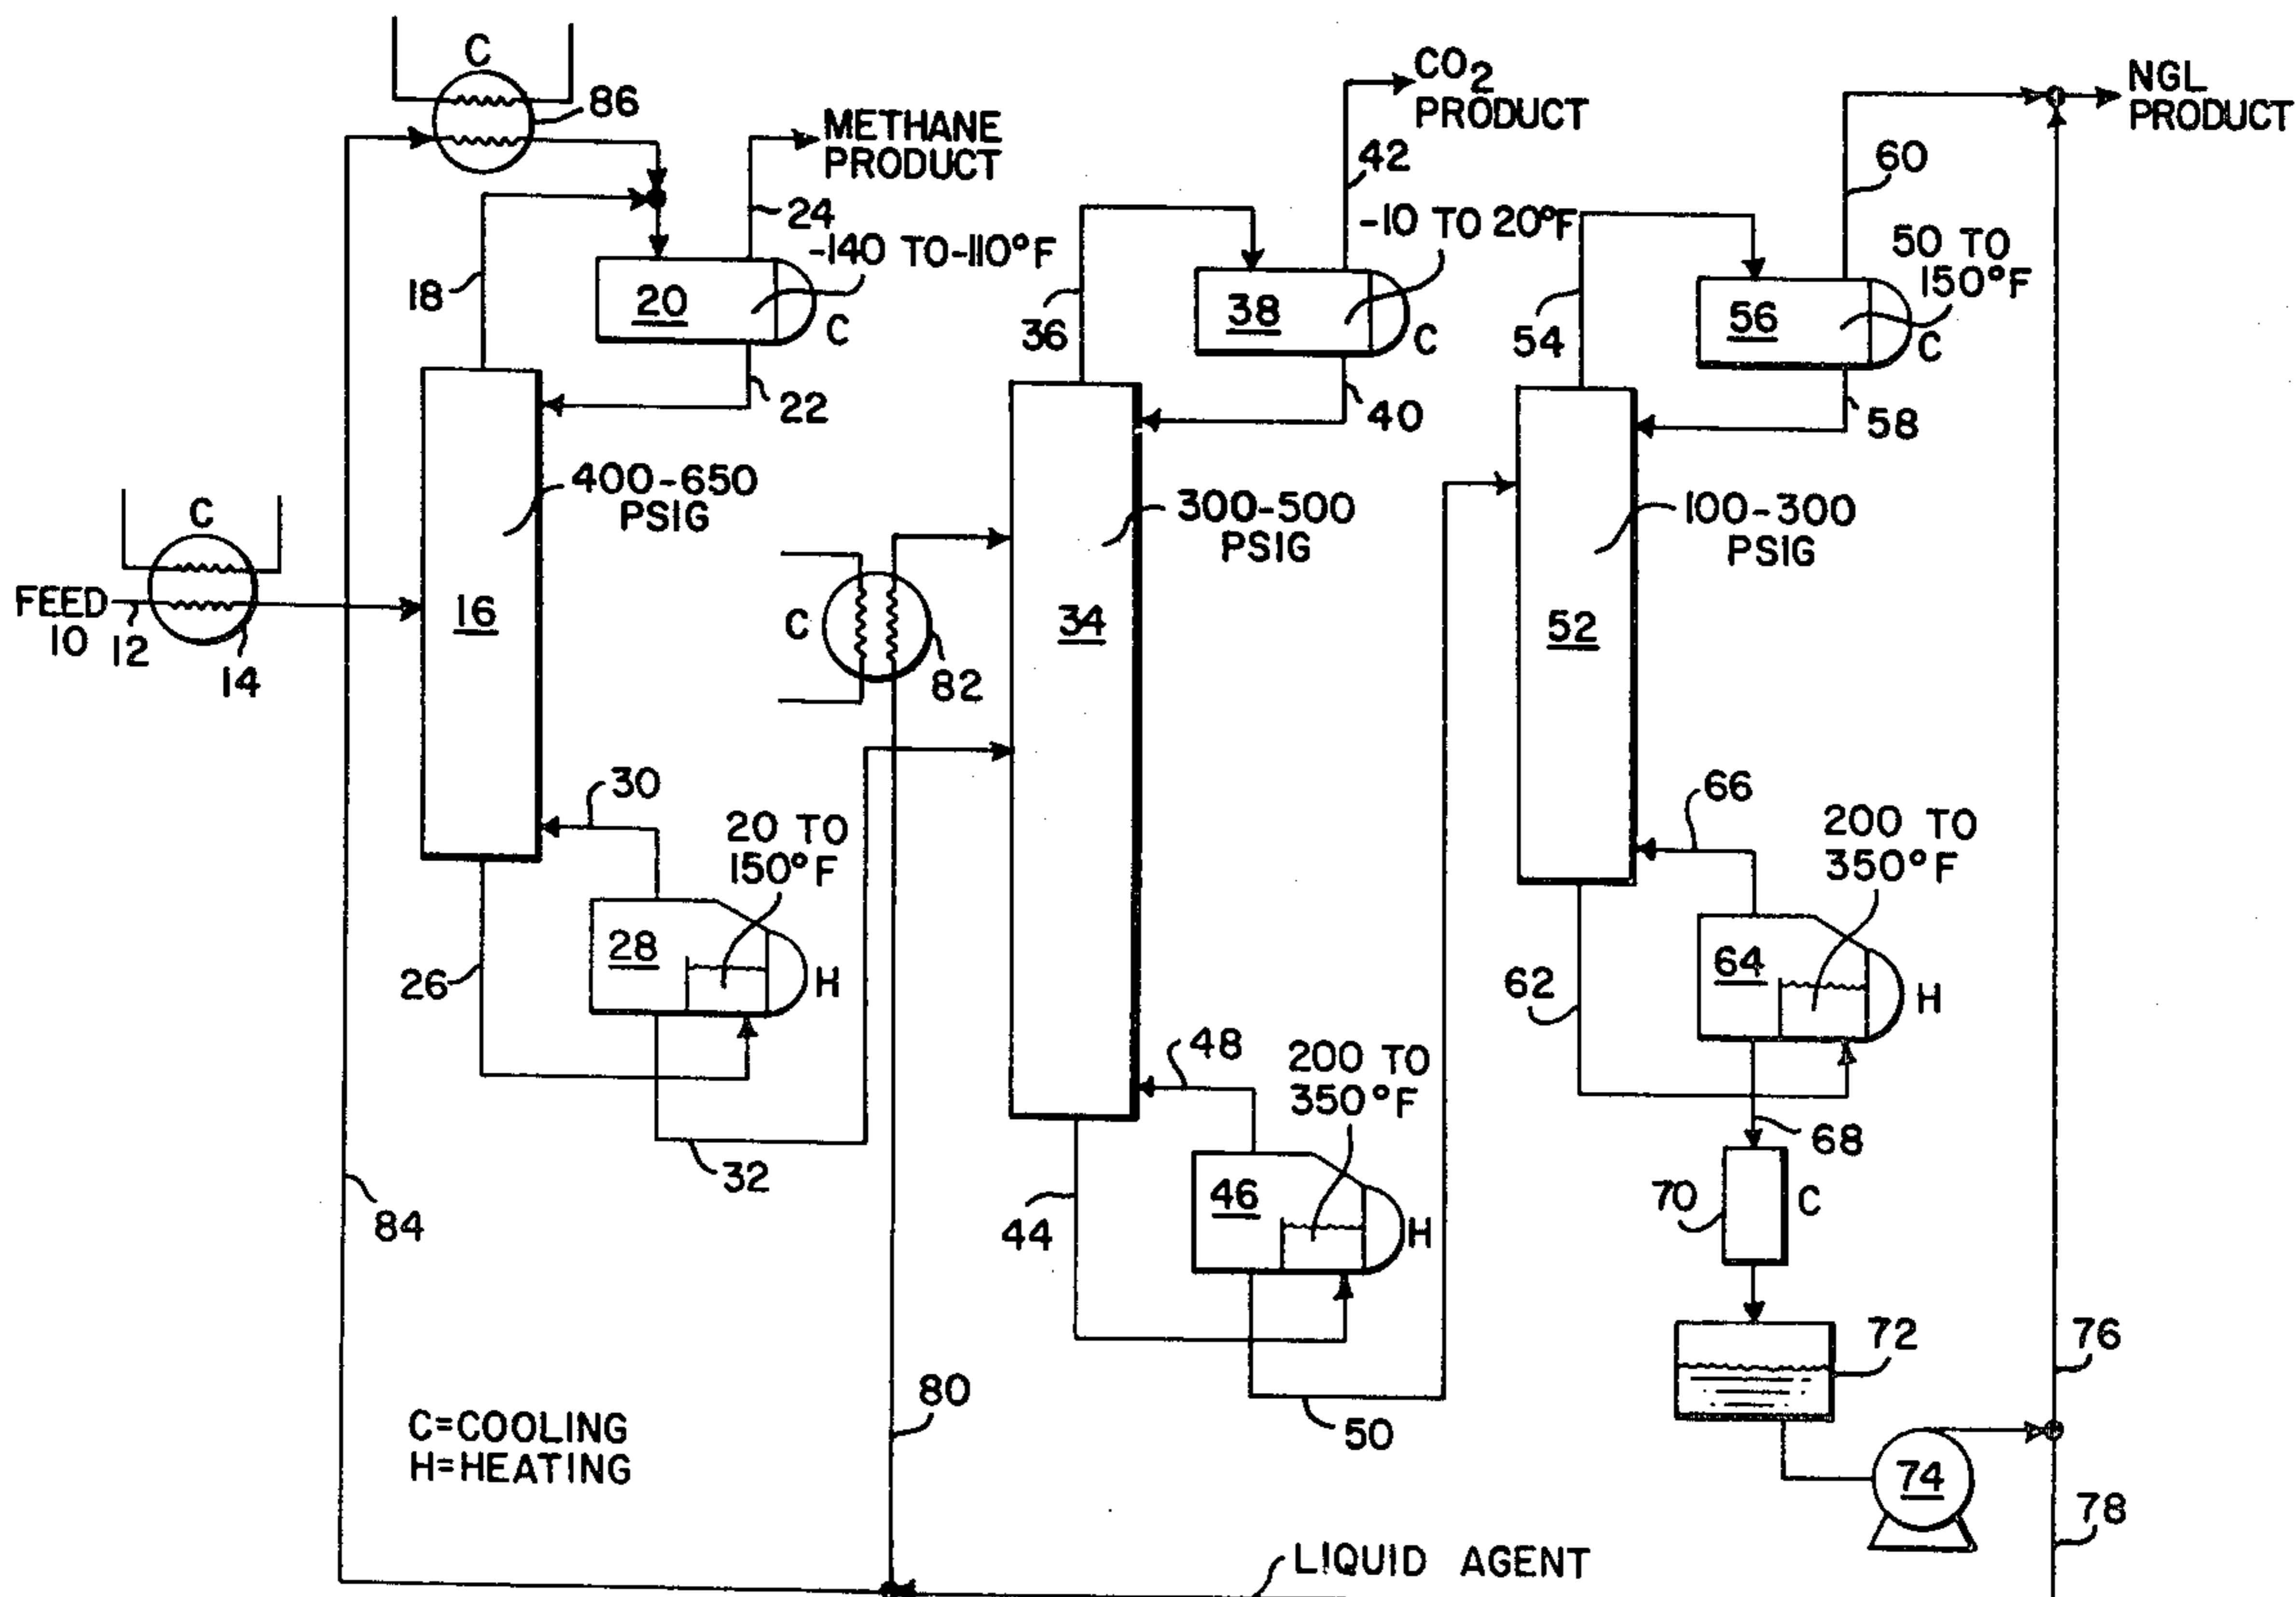 C
86
METHANE
PRODUCT
24
-140 TO -110°F
18
20
C
22
CO2
PRODUCT
42
-10 TO 20°F
36
38
C
40
NGL
PRODUCT
60
50 TO
150°F
54
56
C
58
C
FEED
10
12
14
16
400-650
PSIG
C
82
34
300-500
PSIG
52
100-300
PSIG
30
20 TO
150°F
28
H
26
32
84
48
200 TO
350°F
46
H
44
50
66
200 TO
350°F
64
H
62
68
70
C
72
74
76
78
80
C=COOLING
H=HEATING
LIQUID AGENT